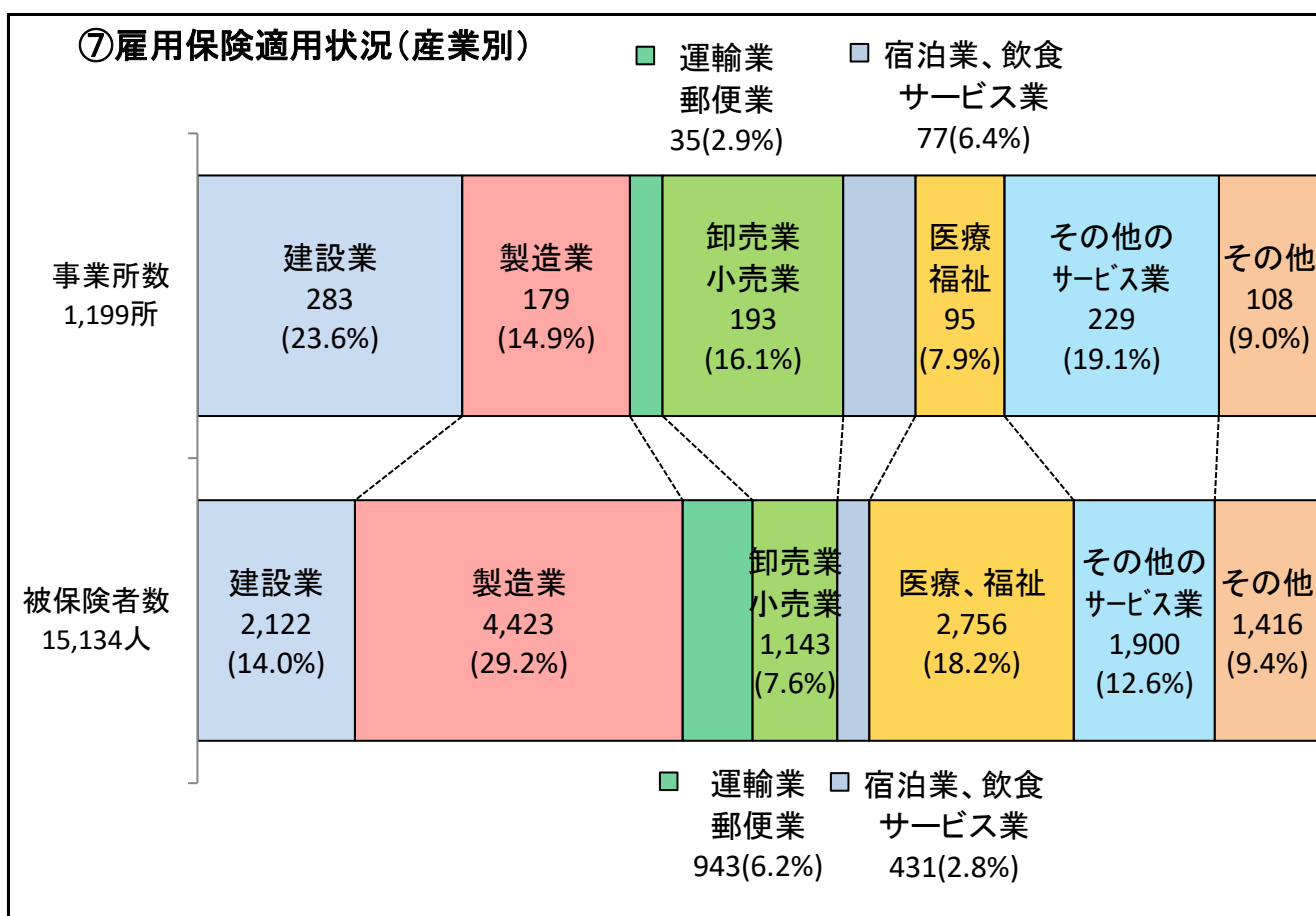 ⑦雇用保険適用状況(産業別)
運輸業
郵便業
35(2.9%)
宿泊業、飲食
サービス業
77(6.4%)
事業所数
1,199所
建設業
283
(23.6%)
製造業
179
(14.9%)
卸売業
小売業
193
(16.1%)
医療
福祉
95
(7.9%)
その他の
サービス業
229
(19.1%)
その他
108
(9.0%)
被保険者数
15,134人
建設業
2,122
(14.0%)
製造業
4,423
(29.2%)
卸売業
小売業
1,143
(7.6%)
医療、福祉
2,756
(18.2%)
その他の
サービス業
1,900
(12.6%)
その他
1,416
(9.4%)
運輸業
郵便業
943(6.2%)
宿泊業、飲食
サービス業
431(2.8%)